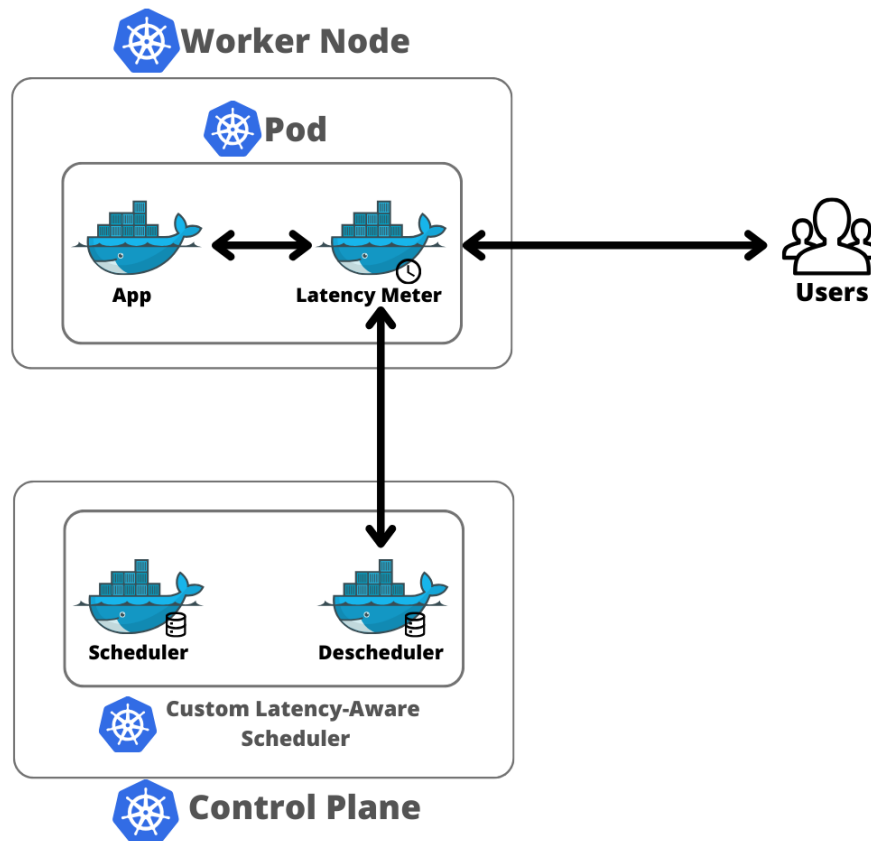 Worker Node
Pod
App
Latency Meter
Users
Scheduler
Descheduler
Custom Latency-Aware
Scheduler
Control Plane